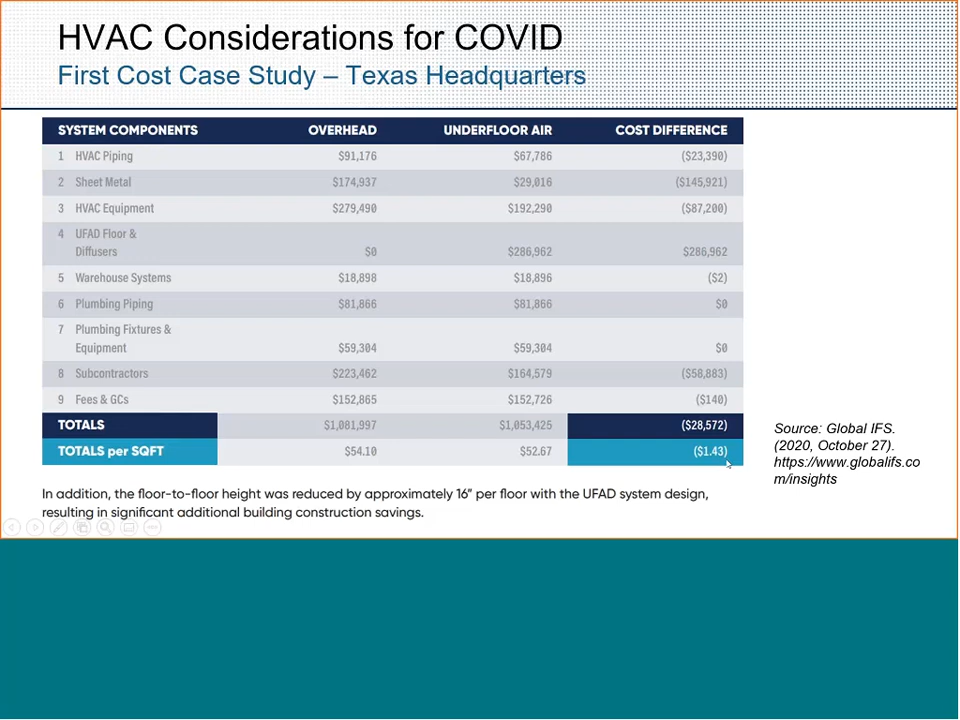 HVAC Considerations for COVID
First Cost Case Study – Texas Headquarters
SYSTEM COMPONENTS OVERHEAD UNDERFLOOR AIR COST DIFFERENCE
1 HVAC Piping $91,176 $67,786 ($23,390)
2 Sheet Metal $174,937 $29,016 ($145,921)
3 HVAC Equipment $279,490 $192,290 ($87,200)
4 UFAD Floor &
Diffusers $0 $286,962 $286,962
5 Warehouse Systems $18,898 $18,896 ($2)
6 Plumbing Piping $81,866 $81,866 $0
7 Plumbing Fixtures &
Equipment $59,304 $59,304 $0
8 Subcontractors $223,462 $164,579 ($58,883)
9 Fees & GCs $152,865 $152,726 ($140)
TOTALS $1,081,997 $1,053,425 ($28,572)
TOTALS per SQFT $54.10 $52.67 ($1.43)
Source: Global IFS.
(2020, October 27).
https://www.globalifs.co
m/insights
In addition, the floor-to-floor height was reduced by approximately 16” per floor with the UFAD system design,
resulting in significant additional building construction savings.